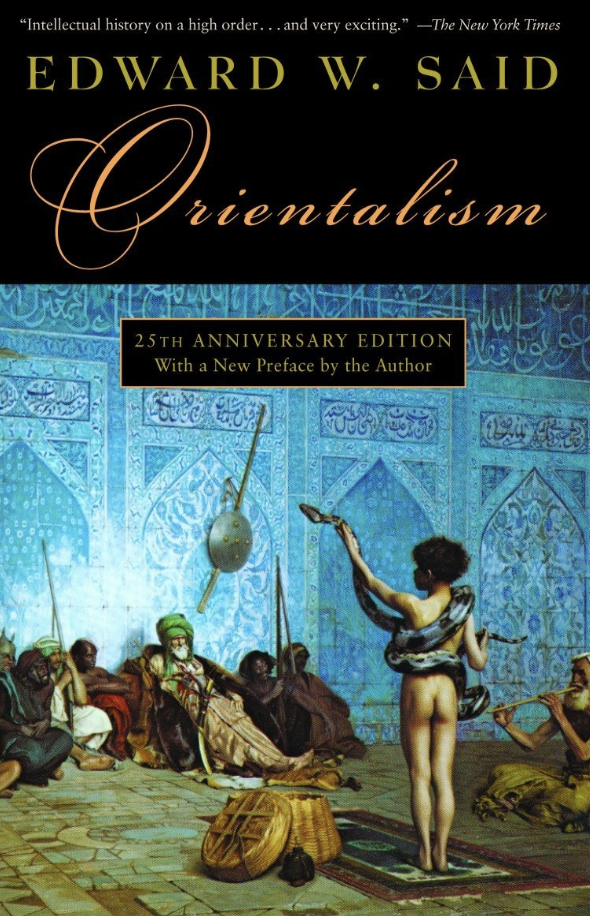 “Intellectual history on a high order . . . and very exciting.” —The New York Times
EDWARD W. SAID
Orientalism
25TH ANNIVERSARY EDITION
With a New Preface by the Author